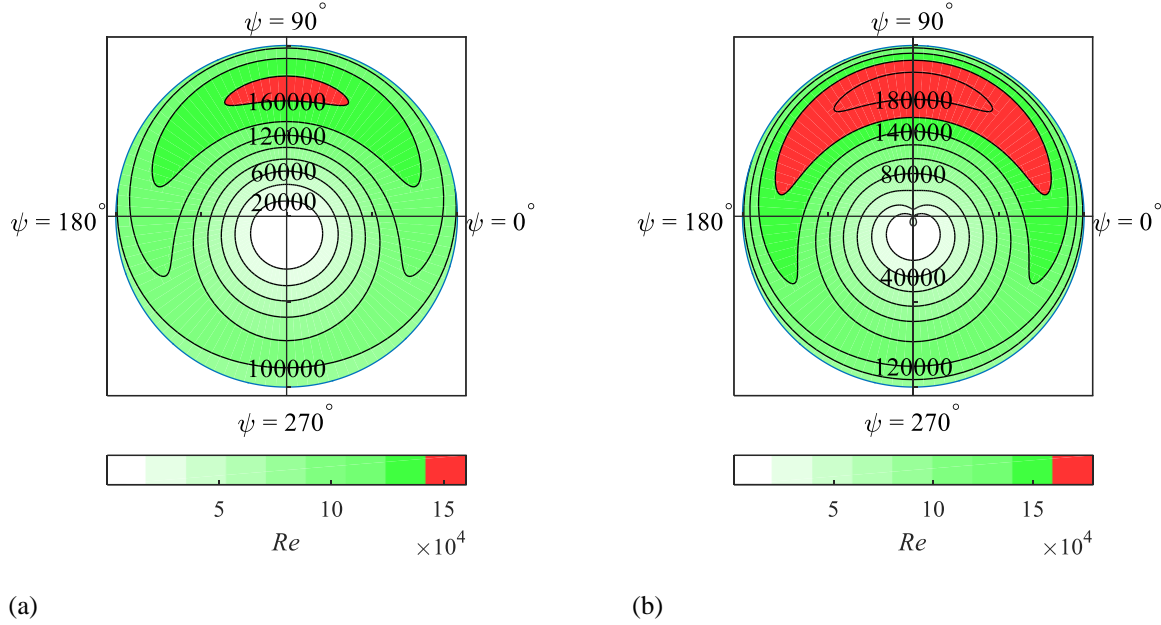 ψ = 90°
160000
120000
60000
20000
ψ = 180°
ψ = 0°
100000
ψ = 270°
5 10 15
Re
×10⁴
(a)
ψ = 90°
180000
140000
80000
ψ = 180°
ψ = 0°
40000
120000
ψ = 270°
5 10 15
Re
×10⁴
(b)